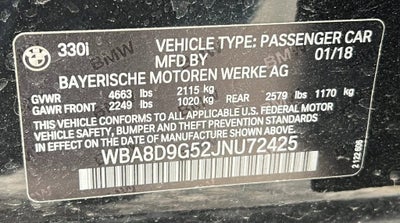 330i VEHICLE TYPE: PASSENGER CAR
MFD BY 01/18
BAYERISCHE MOTOREN WERKE AG
GVWR 4663 lbs 2115 kg
GAWR FRONT 2249 lbs 1020 kg REAR 2579 lbs 1170 kg
THIS VEHICLE CONFORMS TO ALL APPLICABLE
U.S. FEDERAL MOTOR VEHICLE SAFETY, BUMPER,
AND THEFT PREVENTION STANDARDS IN EFFECT
ON THE DATE OF MANUFACTURE SHOWN ABOVE.
WBA8D9G52JNU72425